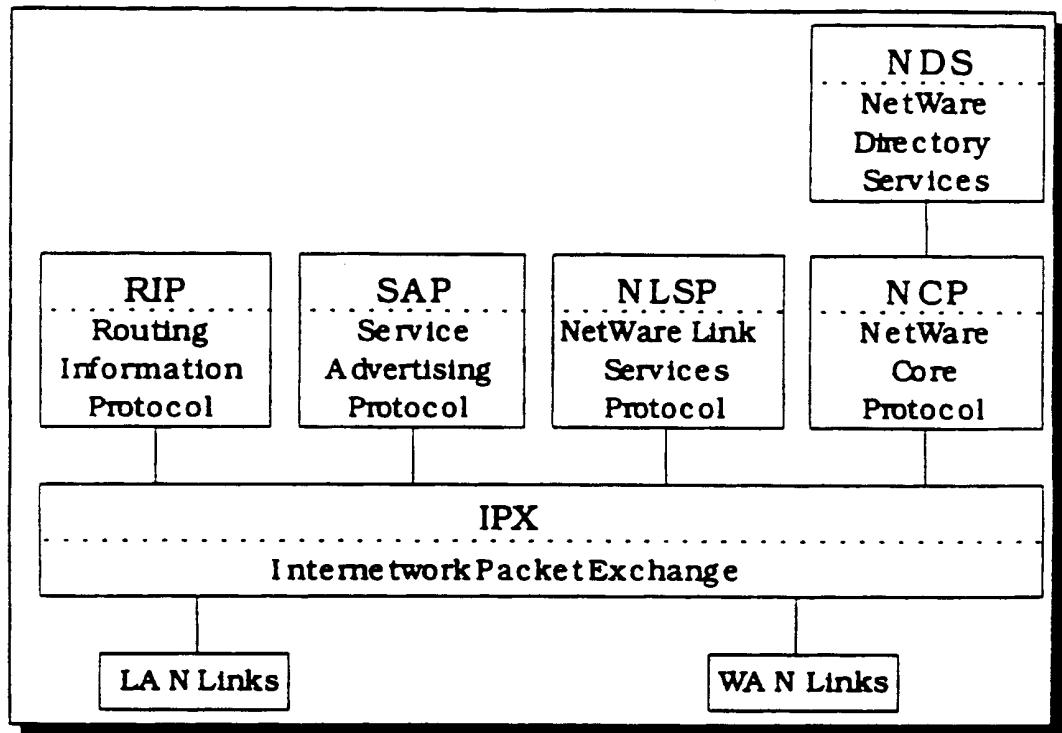 NDS
NetWare
Directory
Services
RIP
Routing
Information
Protocol
SAP
Service
Advertising
Protocol
NLSP
NetWare Link
Services
Protocol
NCP
NetWare
Core
Protocol
IPX
Internetwork Packet Exchange
LAN Links
WAN Links